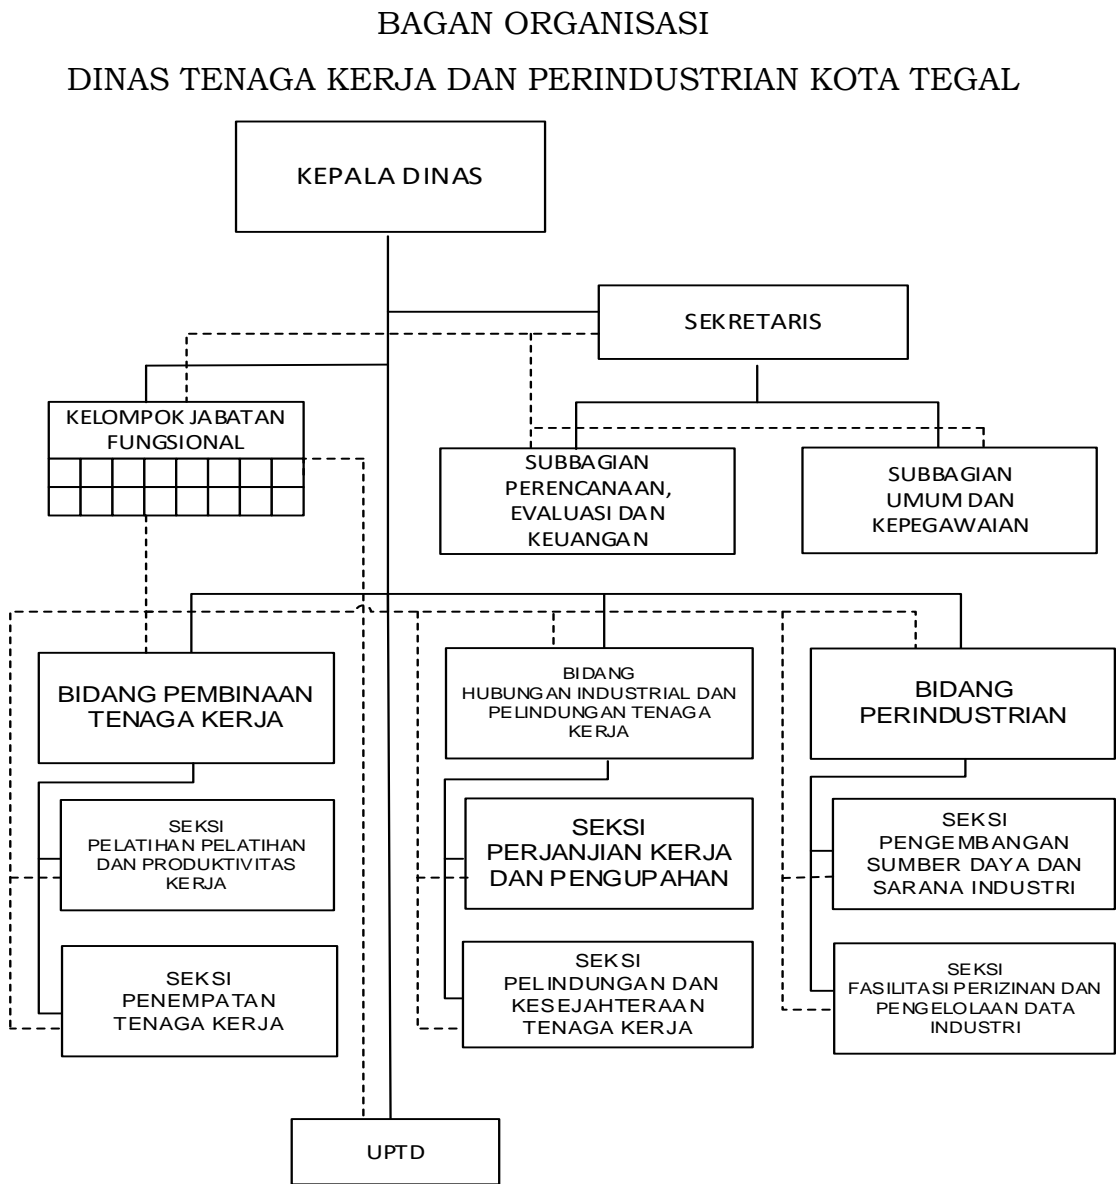 BAGAN ORGANISASI
DINAS TENAGA KERJA DAN PERINDUSTRIAN KOTA TEGAL
KEPALA DINAS
SEKRETARIS
KELOMPOK JABATAN
FUNGSIONAL
SUBBAGIAN
PERENCANAAN,
EVALUASI DAN
KEUANGAN
SUBBAGIAN
UMUM DAN
KEPEGAWAIAN
BIDANG PEMBINAAN
TENAGA KERJA
BIDANG
HUBUNGAN INDUSTRIAL DAN
PELINDUNGAN TENAGA
KERJA
BIDANG
PERINDUSTRIAN
SEKSI
PELATIHAN PELATIHAN
DAN PRODUKTIVITAS
KERJA
SEKSI
PERJANJIAN KERJA
DAN PENGUPAHAN
SEKSI
PENGEMBANGAN
SUMBER DAYA DAN
SARANA INDUSTRI
SEKSI
PENEMPATAN
TENAGA KERJA
SEKSI
PELINDUNGAN DAN
KESEJAHTERAAN
TENAGA KERJA
SEKSI
FASILITASI PERIZINAN DAN
PENGELOLAAN DATA
INDUSTRI
UPTD